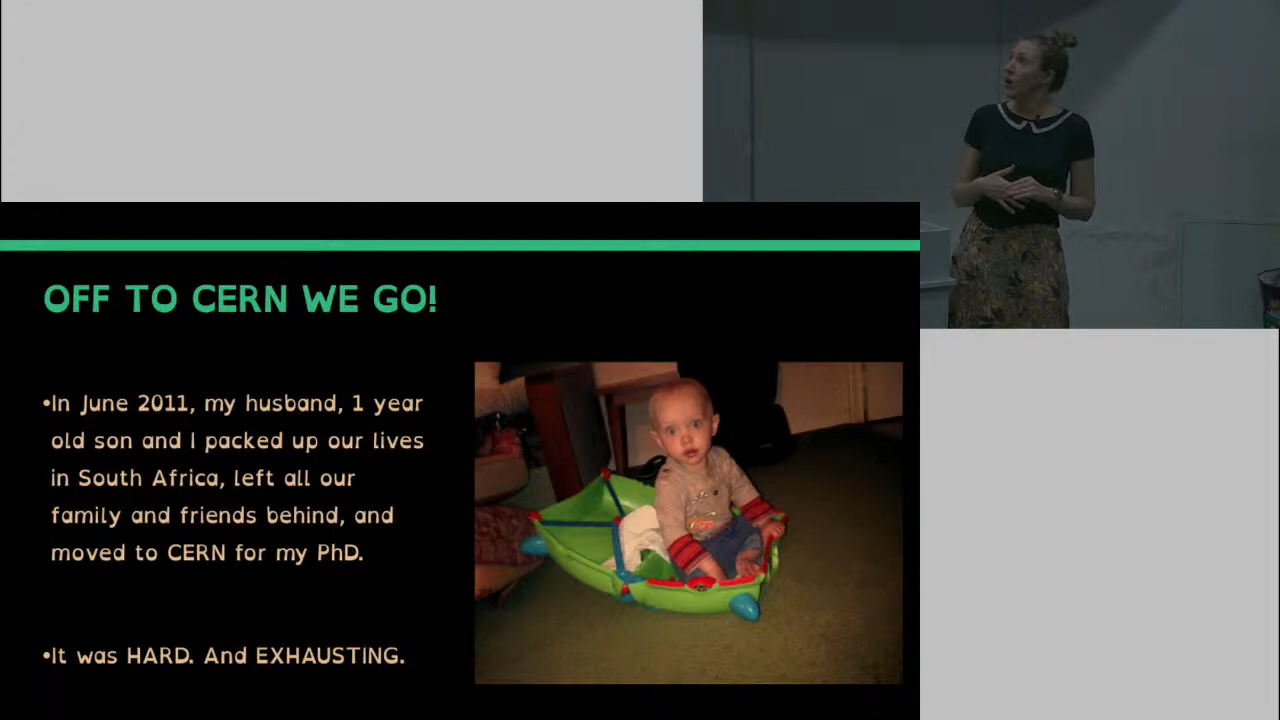 OFF TO CERN WE GO!
•In June 2011, my husband, 1 year
old son and I packed up our lives
in South Africa, left all our
family and friends behind, and
moved to CERN for my PhD.
•It was HARD. And EXHAUSTING.